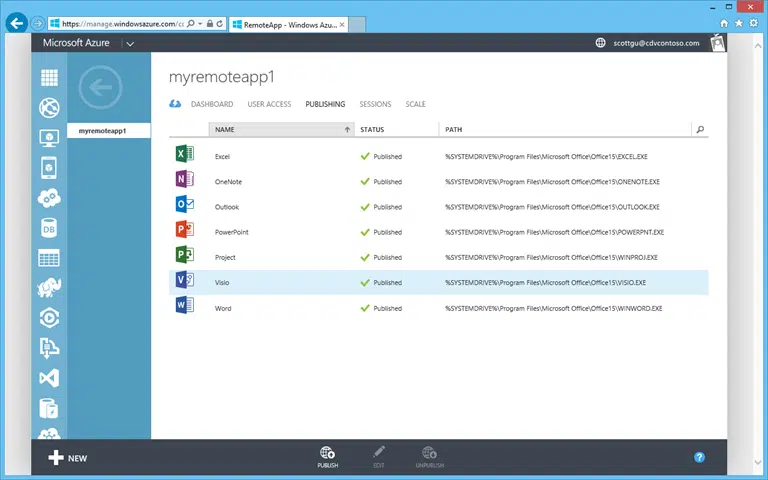 https://manage.windowsazure.com/co
RemoteApp - Windows Azu...
Microsoft Azure
scottgu@cdvcontoso.com
myremoteapp1
myremoteapp1
DASHBOARD USER ACCESS PUBLISHING SESSIONS SCALE
NAME STATUS PATH
Excel Published %SYSTEMDRIVE%\Program Files\Microsoft Office\Office15\EXCEL.EXE
OneNote Published %SYSTEMDRIVE%\Program Files\Microsoft Office\Office15\ONENOTE.EXE
Outlook Published %SYSTEMDRIVE%\Program Files\Microsoft Office\Office15\OUTLOOK.EXE
PowerPoint Published %SYSTEMDRIVE%\Program Files\Microsoft Office\Office15\POWERPNT.EXE
Project Published %SYSTEMDRIVE%\Program Files\Microsoft Office\Office15\WINPROJ.EXE
Visio Published %SYSTEMDRIVE%\Program Files\Microsoft Office\Office15\VISIO.EXE
Word Published %SYSTEMDRIVE%\Program Files\Microsoft Office\Office15\WINWORD.EXE
DB
NEW
PUBLISH EDIT UNPUBLISH
?